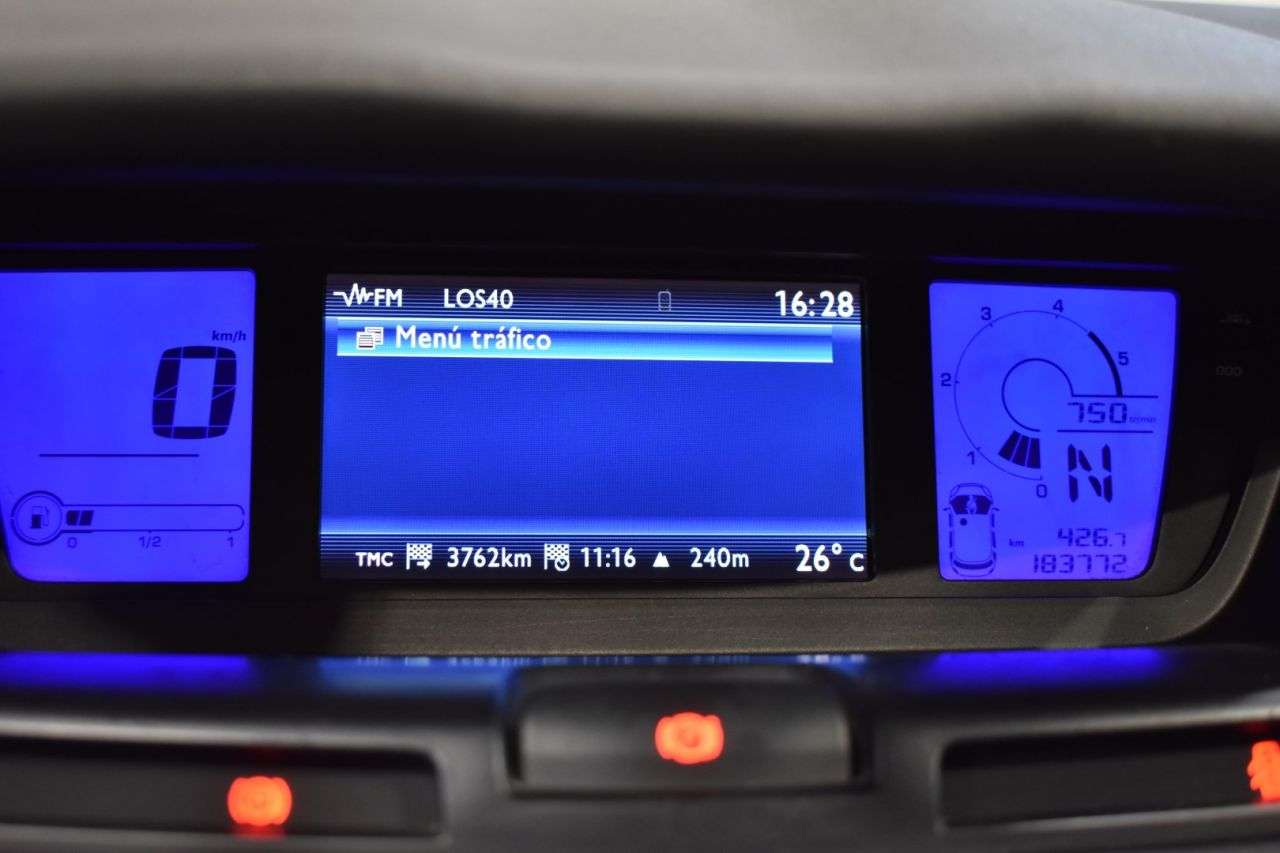 km/h
0
0 1/2 1
FM LOS40 16:28
Menú tráfico
TMC 3762km 11:16 240m 26° c
0 1 2 3 4 5
750
N
km 426.7
183772